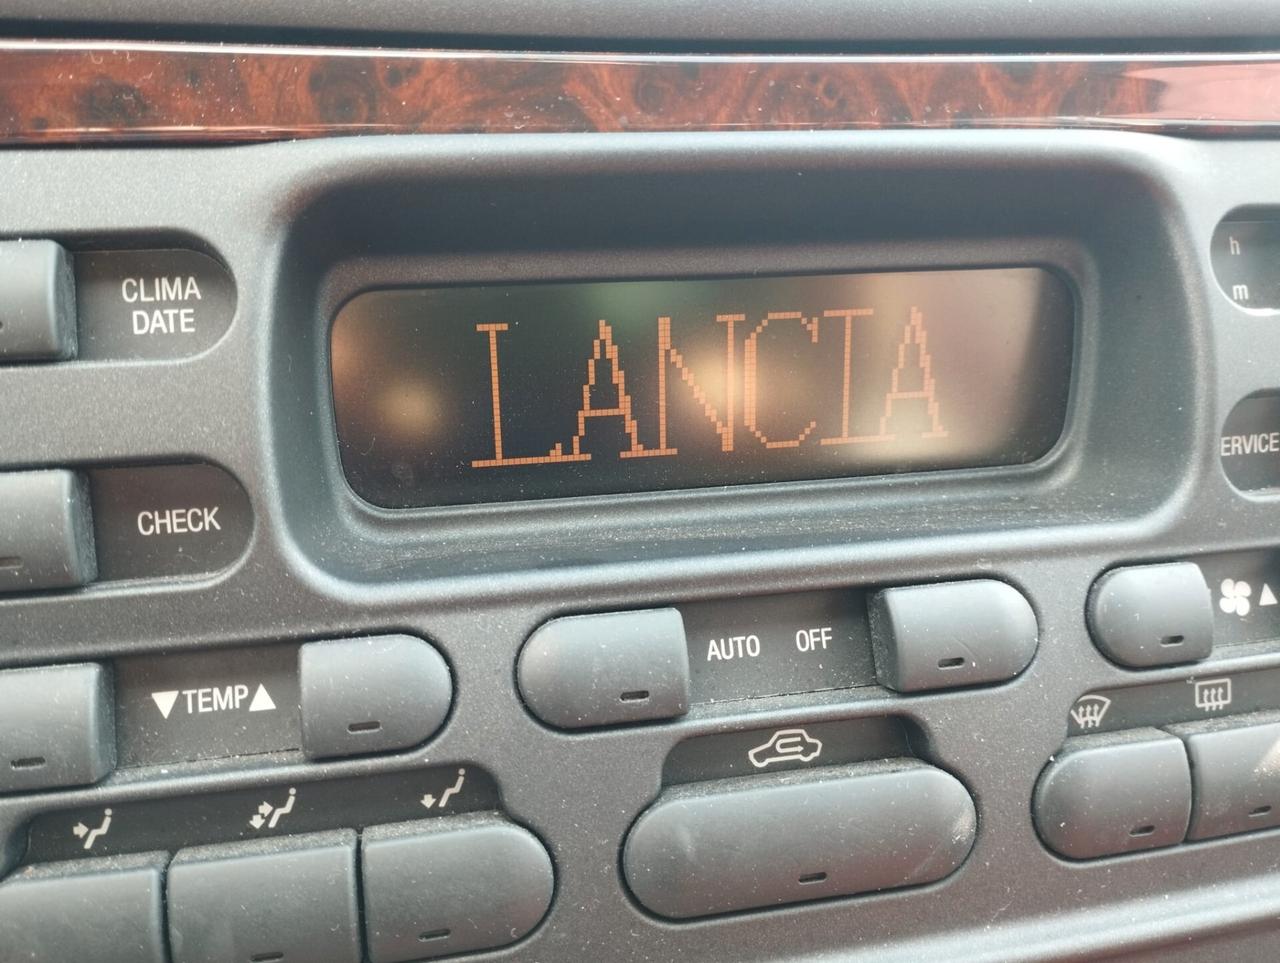 CLIMA
DATE
LANCIA
h
m
CHECK
ERVICE
AUTO OFF
▼TEMP▲
▲